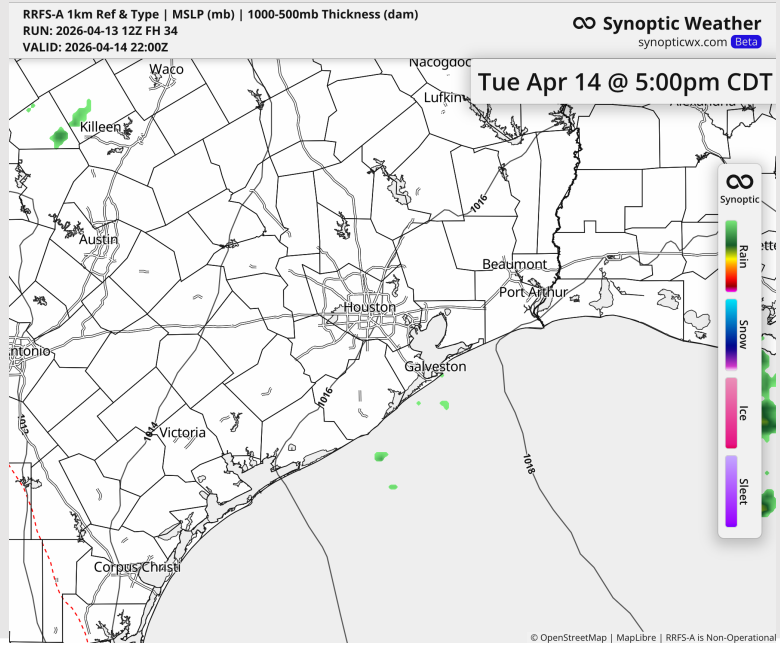 RRFS-A 1km Ref & Type | MSLP (mb) | 1000-500mb Thickness (dam)
RUN: 2026-04-13 12Z FH 34
VALID: 2026-04-14 22:00Z
Synoptic Weather
synopticwx.com Beta
Tue Apr 14 @ 5:00pm CDT
Waco
Nacogdoc
Lufkin
Killeen
Synoptic
1016
Austin
Rain
Beaumont
Port Arthur
Houston
Snow
ntonio
Galveston
1016
Ice
1012
1014
Victoria
1018
Sleet
Corpus Christi
© OpenStreetMap | MapLibre | RRFS-A is Non-Operational